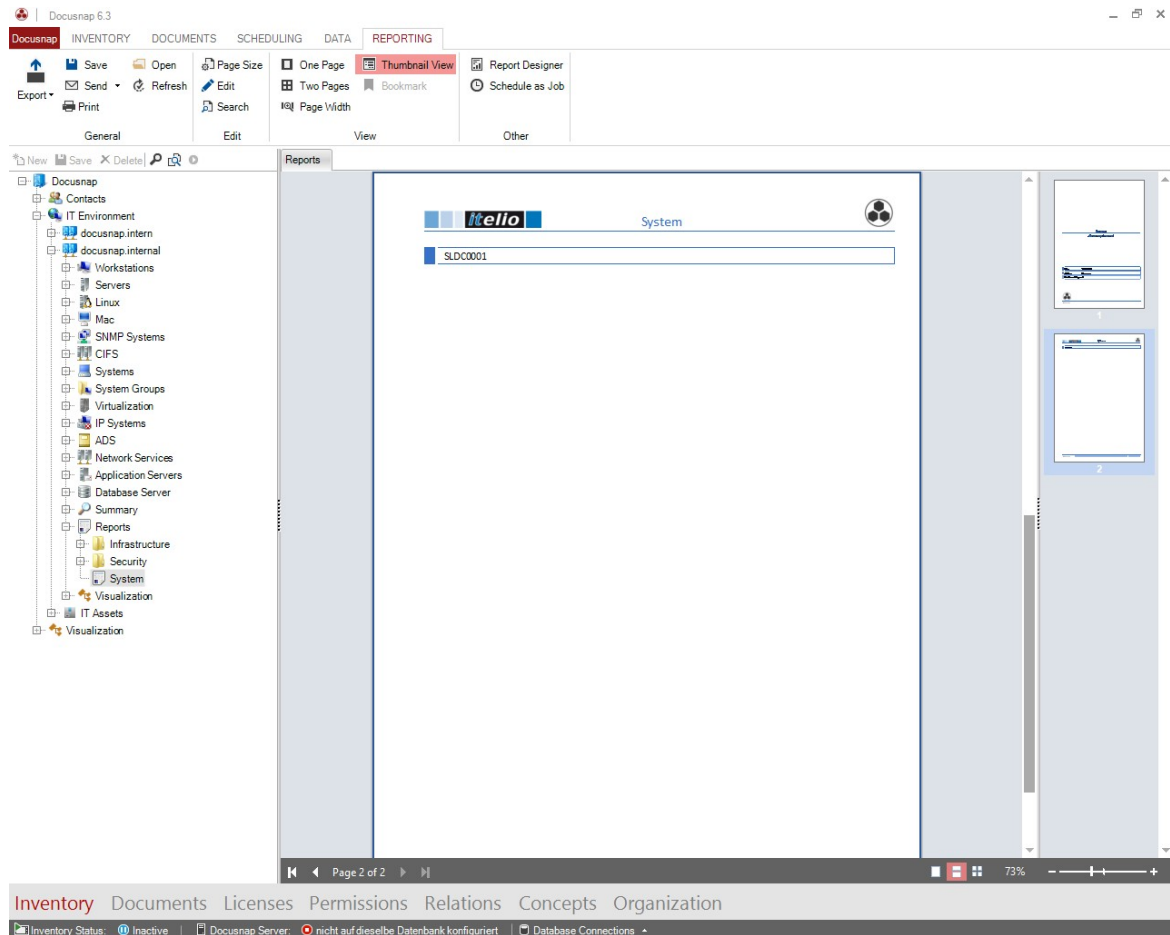 Docusnap 6.3
Docusnap INVENTORY DOCUMENTS SCHEDULING DATA REPORTING
Save Open Page Size One Page Thumbnail View Report Designer
Export Send Refresh Edit Two Pages Bookmark Schedule as Job
Print Search Page Width
General Edit View Other
New Save Delete Reports
Docusnap
Contacts
IT Environment
docusnap.intern
docusnap.internal
Workstations
Servers
Linux
Mac
SNMP Systems
CIFS
Systems
System Groups
Virtualization
IP Systems
ADS
Network Services
Application Servers
Database Server
Summary
Reports
Infrastructure
Security
System
Visualization
IT Assets
Visualization
itelio System
SLDC0001
1
2
Page 2 of 2 73%
Inventory Documents Licenses Permissions Relations Concepts Organization
Inventory Status: Inactive | Docusnap Server: nicht auf dieselbe Datenbank konfiguriert | Database Connections